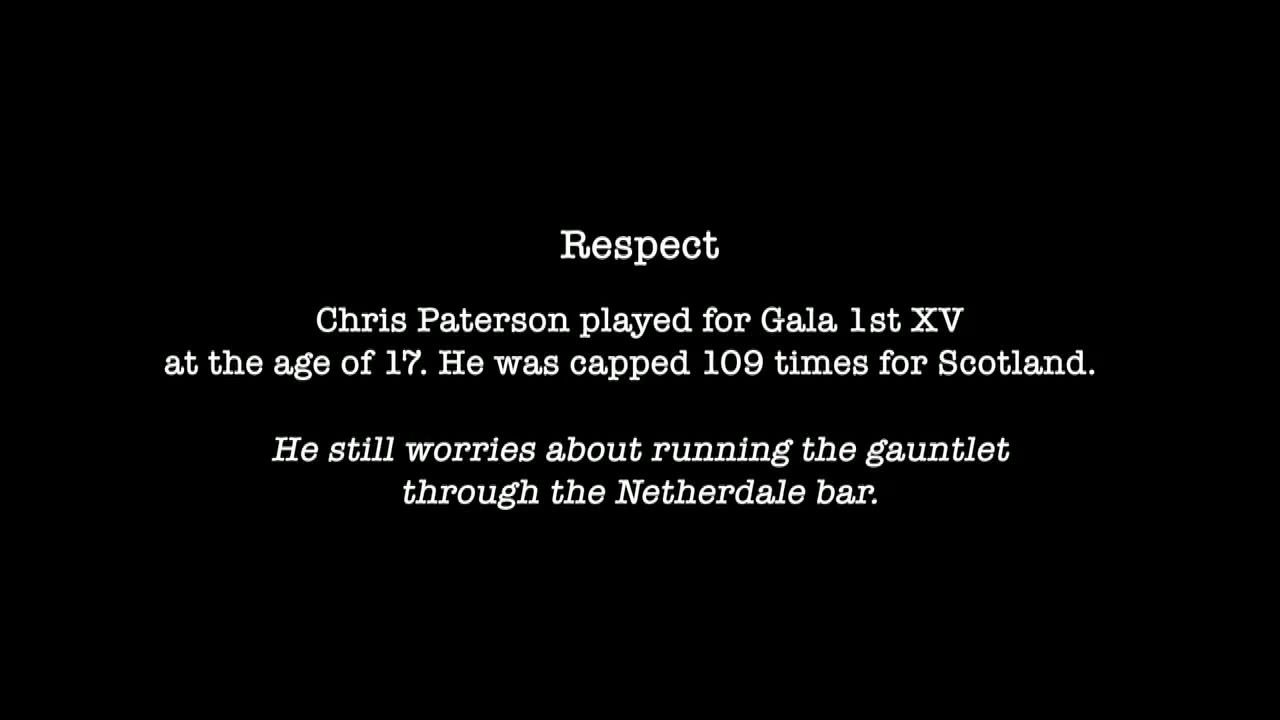 Respect
Chris Paterson played for Gala 1st XV
at the age of 17. He was capped 109 times for Scotland.
He still worries about running the gauntlet
through the Netherdale bar.